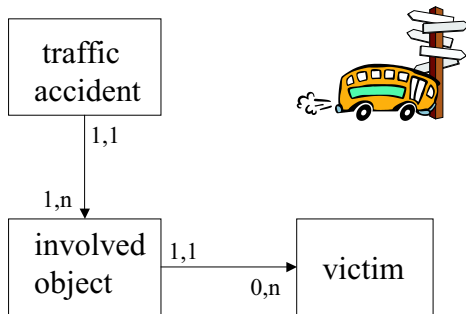 traffic
accident
1,1
1,n
involved
object
1,1
0,n
victim